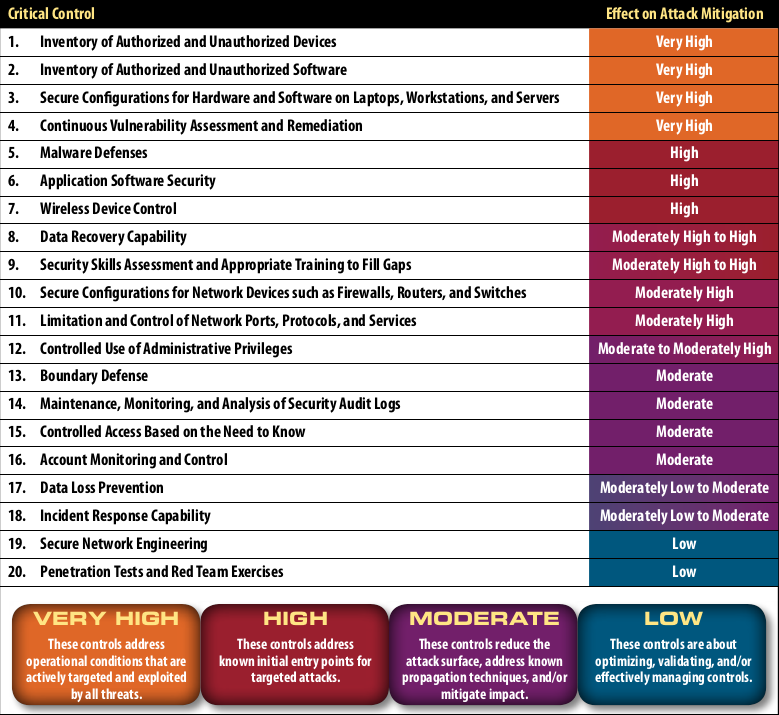 Critical Control Effect on Attack Mitigation
1. Inventory of Authorized and Unauthorized Devices Very High
2. Inventory of Authorized and Unauthorized Software Very High
3. Secure Configurations for Hardware and Software on Laptops, Workstations, and Servers Very High
4. Continuous Vulnerability Assessment and Remediation Very High
5. Malware Defenses High
6. Application Software Security High
7. Wireless Device Control High
8. Data Recovery Capability Moderately High to High
9. Security Skills Assessment and Appropriate Training to Fill Gaps Moderately High to High
10. Secure Configurations for Network Devices such as Firewalls, Routers, and Switches Moderately High
11. Limitation and Control of Network Ports, Protocols, and Services Moderately High
12. Controlled Use of Administrative Privileges Moderate to Moderately High
13. Boundary Defense Moderate
14. Maintenance, Monitoring, and Analysis of Security Audit Logs Moderate
15. Controlled Access Based on the Need to Know Moderate
16. Account Monitoring and Control Moderate
17. Data Loss Prevention Moderately Low to Moderate
18. Incident Response Capability Moderately Low to Moderate
19. Secure Network Engineering Low
20. Penetration Tests and Red Team Exercises Low
VERY HIGH
These controls address
operational conditions that are
actively targeted and exploited
by all threats.
HIGH
These controls address
known initial entry points for
targeted attacks.
MODERATE
These controls reduce the
attack surface, address known
propagation techniques, and/or
mitigate impact.
LOW
These controls are about
optimizing, validating, and/or
effectively managing controls.